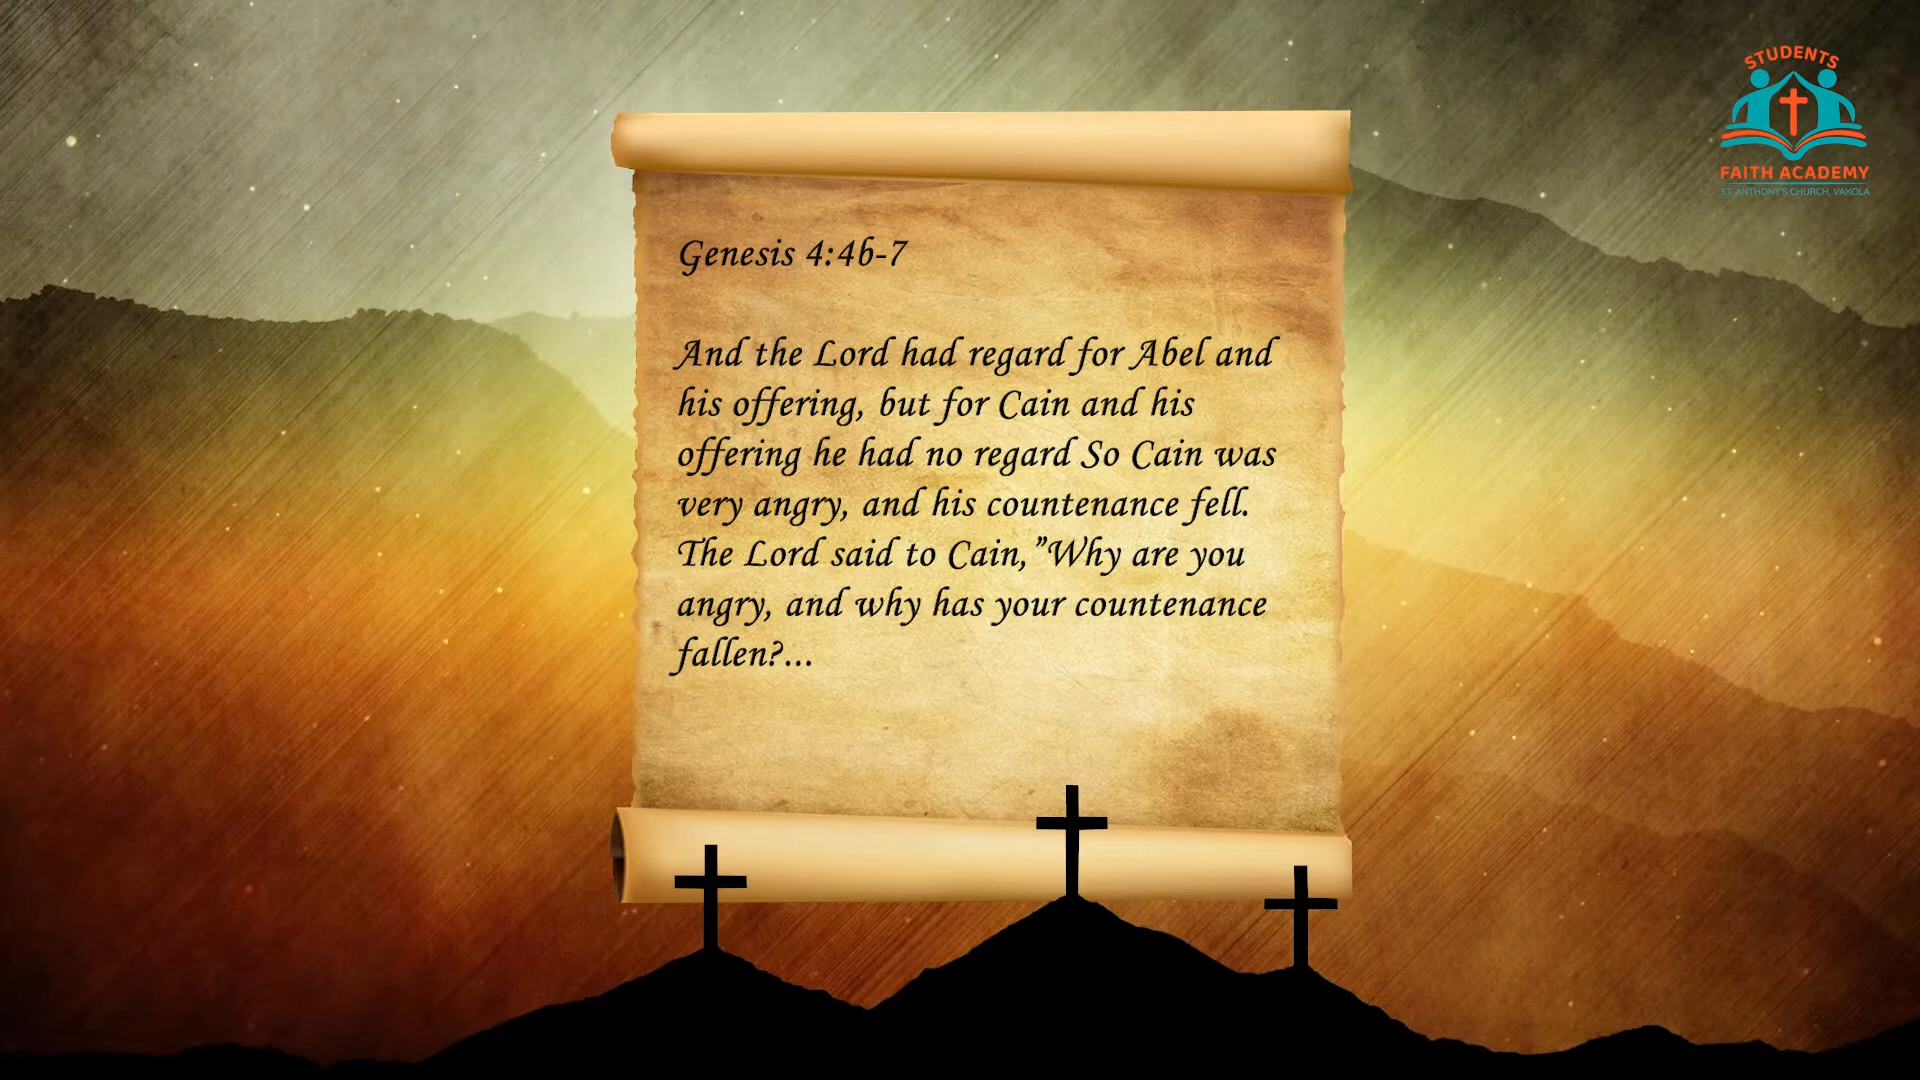 STUDENTS
FAITH ACADEMY
ST. ANTHONY'S CHURCH, VAKOLA
Genesis 4:4b-7
And the Lord had regard for Abel and
his offering, but for Cain and his
offering he had no regard So Cain was
very angry, and his countenance fell.
The Lord said to Cain,”Why are you
angry, and why has your countenance
fallen?...